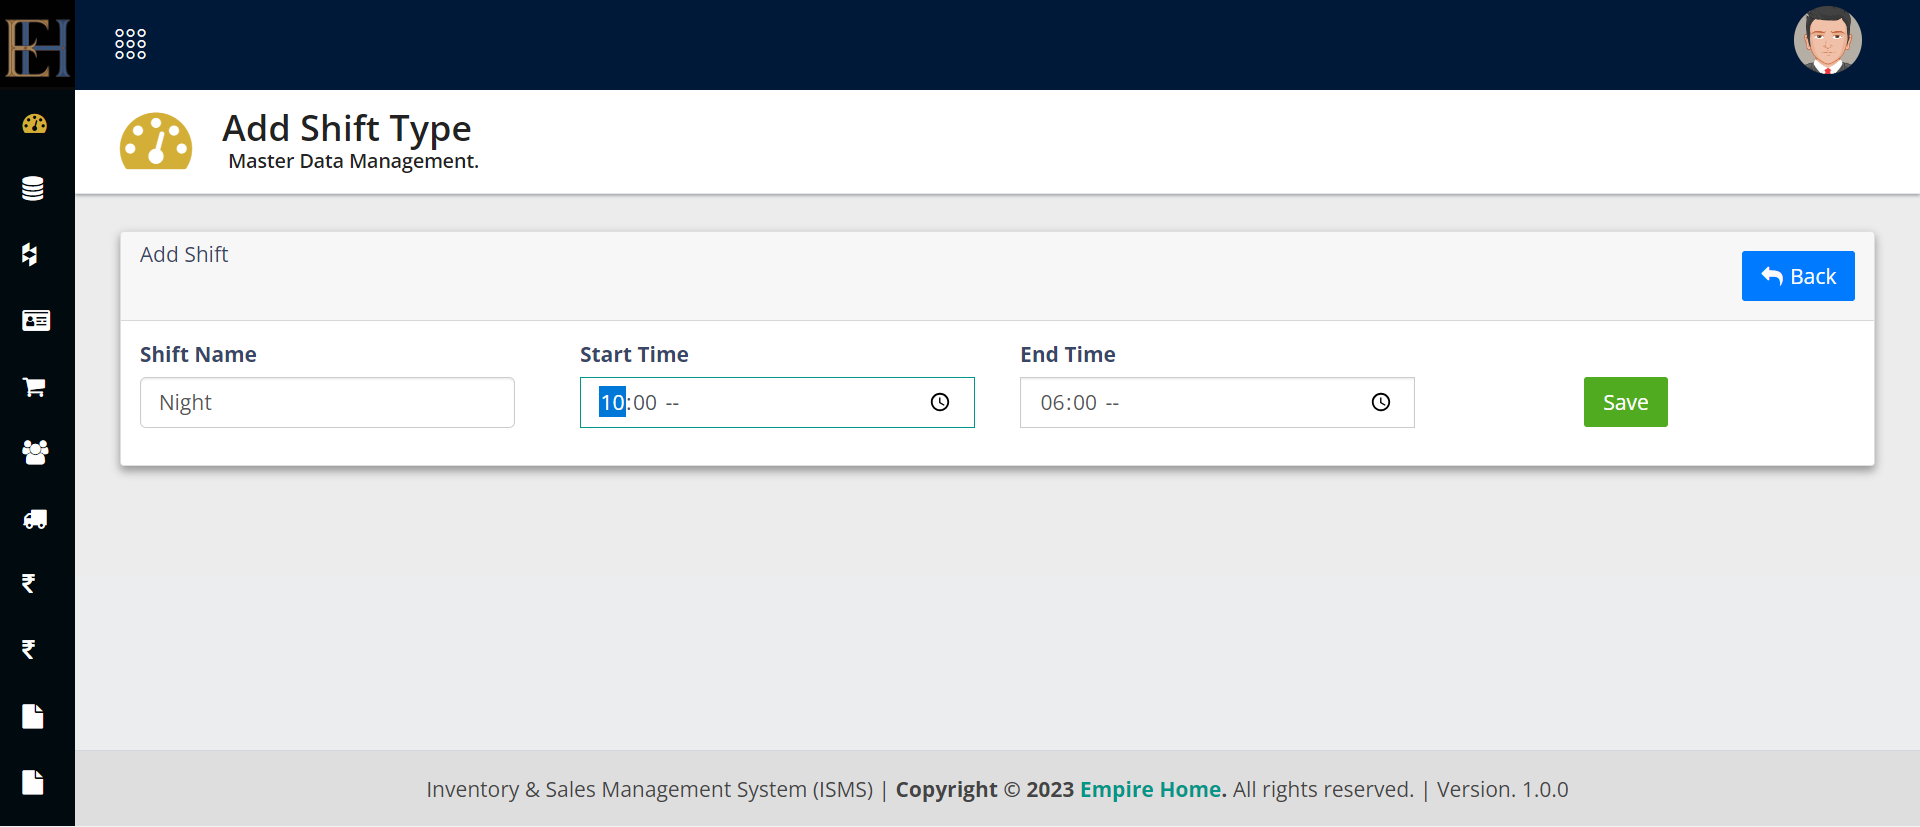 EH
Add Shift Type
Master Data Management.
Add Shift
Back
Shift Name
Start Time
End Time
Night
10:00 --
06:00 --
Save
Inventory & Sales Management System (ISMS) | Copyright © 2023 Empire Home. All rights reserved. | Version. 1.0.0